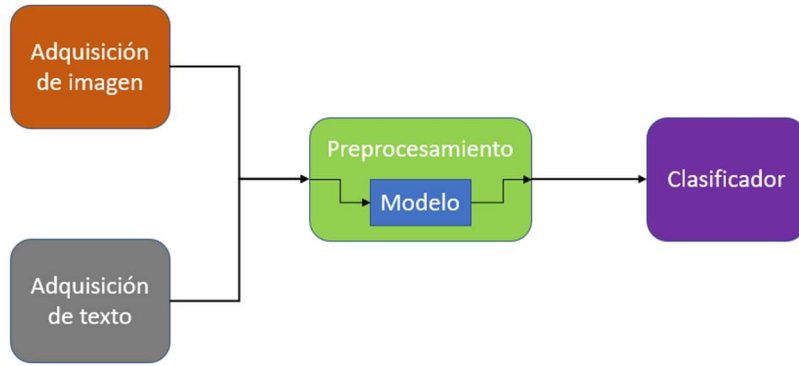 Adquisición
de imagen
Preprocesamiento
Modelo
Clasificador
Adquisición
de texto